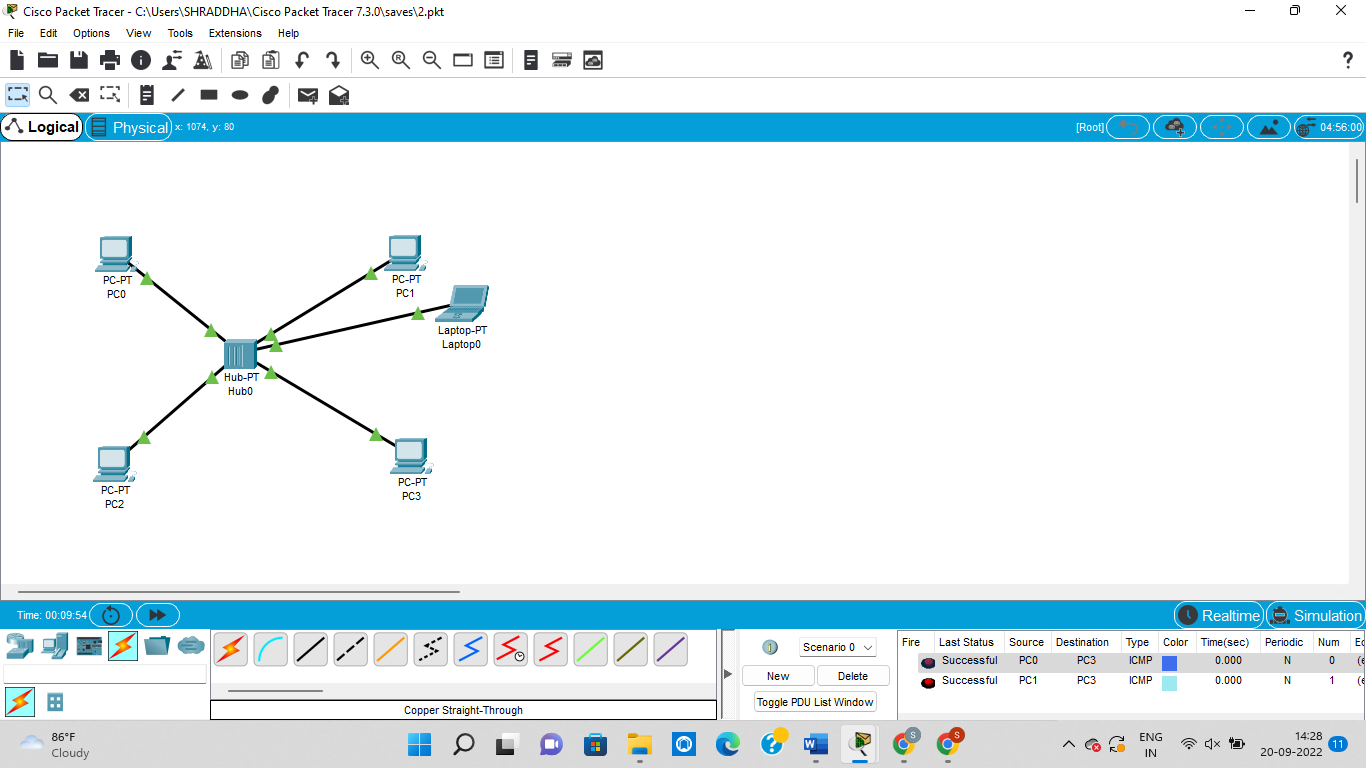 Cisco Packet Tracer - C:\Users\SHRADDHA\Cisco Packet Tracer 7.3.0\saves\2.pkt
File Edit Options View Tools Extensions Help
Logical Physical x: 1074, y: 80 [Root] 04:56:00
PC-PT
PC0
PC-PT
PC1
Laptop-PT
Laptop0
Hub-PT
Hub0
PC-PT
PC2
PC-PT
PC3
Time: 00:09:54 Realtime Simulation
Scenario 0
New Delete
Toggle PDU List Window
Copper Straight-Through
Fire Last Status Source Destination Type Color Time(sec) Periodic Num Ed
Successful PC0 PC3 ICMP 0.000 N 0 (e
Successful PC1 PC3 ICMP 0.000 N 1 (e
86°F
Cloudy
ENG
IN
14:28
20-09-2022
11